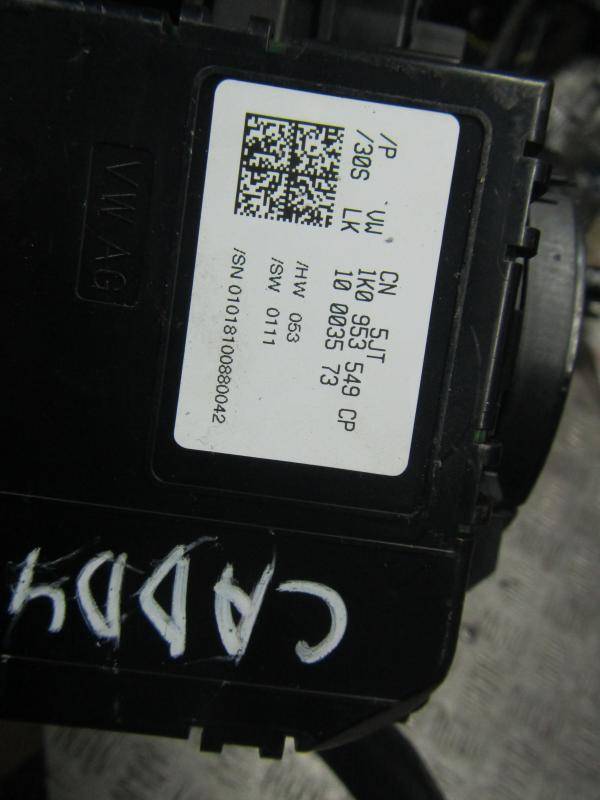 /P VW CN 5JT
/30S LK 1K0 953 549 CP
10 0035 73
/HW 053
/SW 0111
/SN 01018100880042
VW AG
CADDY